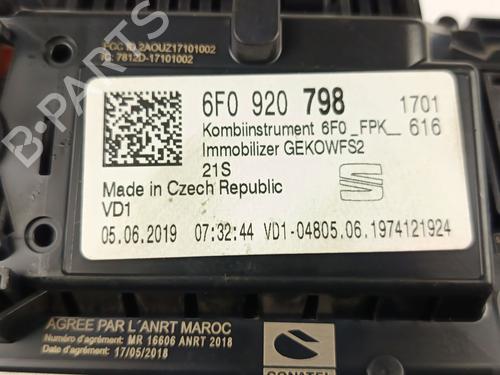 FCC ID.2AOUZ17101002
IC: 7812D-17101002
6F0 920 798 1701
Kombiinstrument 6F0_FPK_ 616
Immobilizer GEKOWFS2
21S
Made in Czech Republic
VD1
05.06.2019 07:32:44 VD1-04805.06.1974121924
AGREE PAR L'ANRT MAROC
Numéro d'agrément: MR 16606 ANRT 2018
Date d'agrément: 17/05/2018
CONATEL